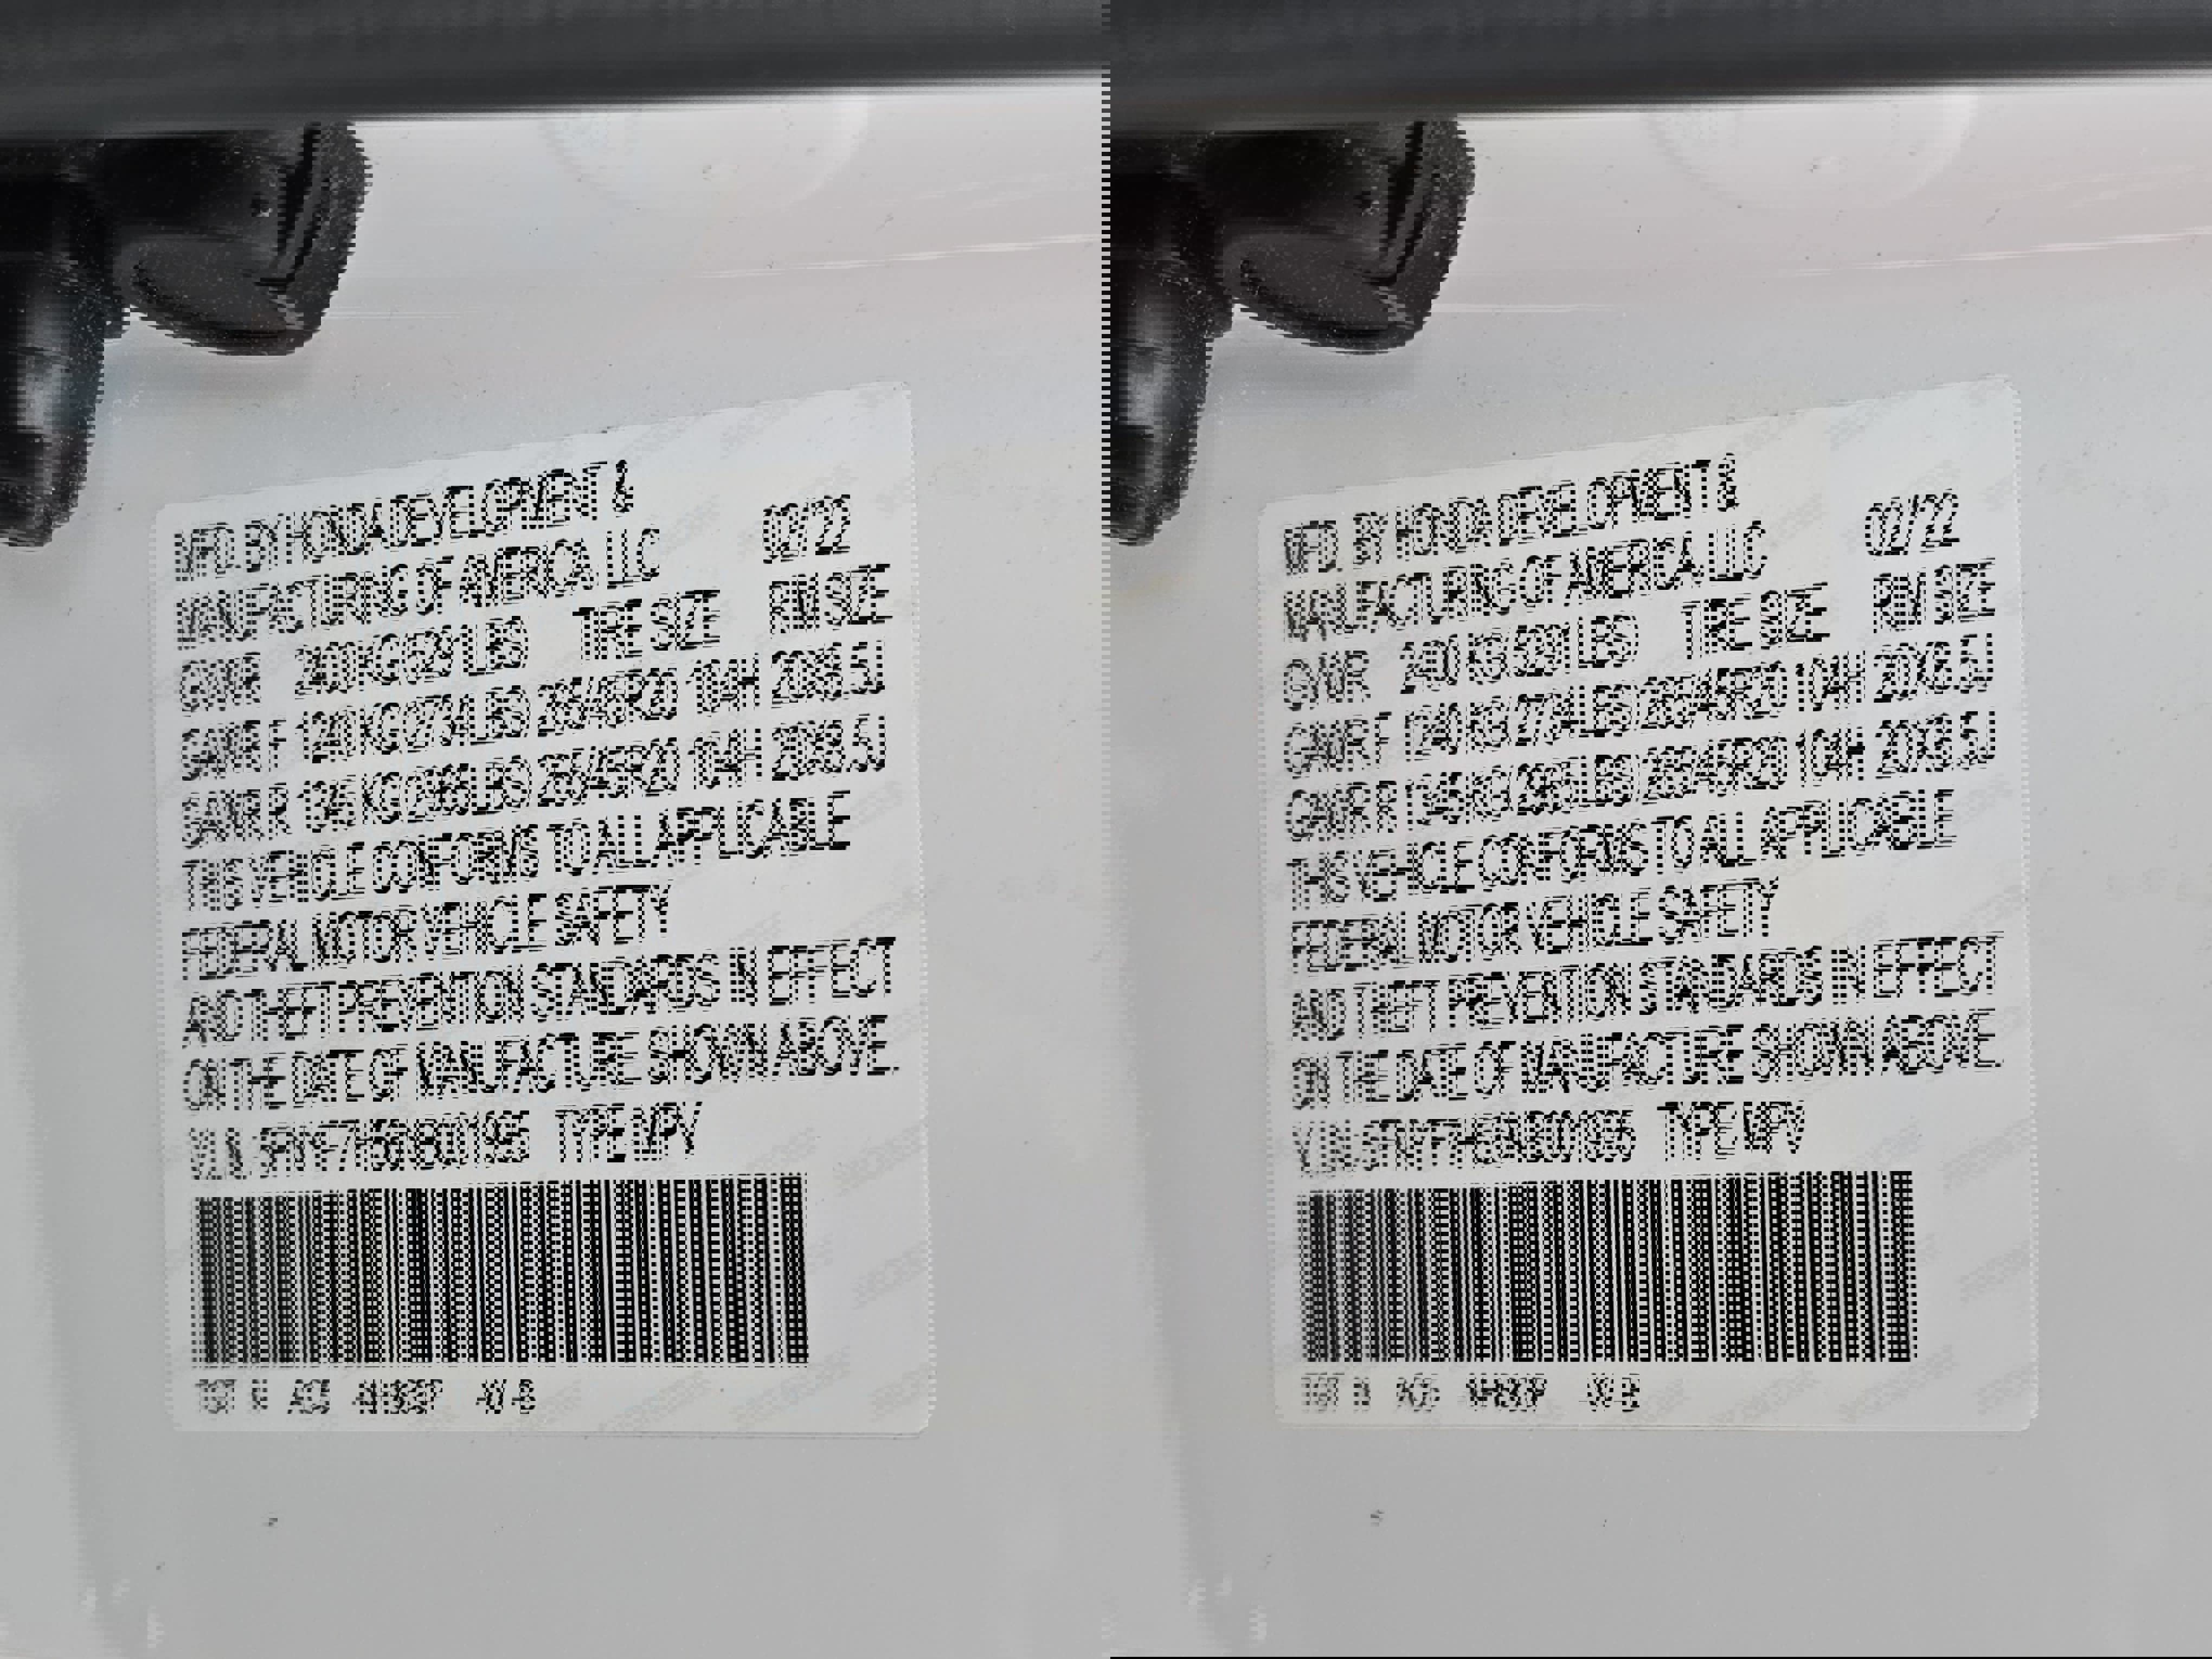 MFD. BY HONDA DEVELOPMENT &
MANUFACTURING OF AMERICA, LLC 02/22
GVWR 2400 KG (5291 LBS) TIRE SIZE RIM SIZE
GAWR F 1240 KG (2734 LBS) 265/45R20 104H 20X8.5J
GAWR R 1345 KG (2965 LBS) 265/45R20 104H 20X8.5J
THIS VEHICLE CONFORMS TO ALL APPLICABLE
FEDERAL MOTOR VEHICLE SAFETY
AND THEFT PREVENTION STANDARDS IN EFFECT
ON THE DATE OF MANUFACTURE SHOWN ABOVE.
V.I.N.: TYPE MPV
MFD. BY HONDA DEVELOPMENT &
MANUFACTURING OF AMERICA, LLC 02/22
GVWR 2400 KG (5291 LBS) TIRE SIZE RIM SIZE
GAWR F 1240 KG (2734 LBS) 265/45R20 104H 20X8.5J
GAWR R 1345 KG (2965 LBS) 265/45R20 104H 20X8.5J
THIS VEHICLE CONFORMS TO ALL APPLICABLE
FEDERAL MOTOR VEHICLE SAFETY
AND THEFT PREVENTION STANDARDS IN EFFECT
ON THE DATE OF MANUFACTURE SHOWN ABOVE.
V.I.N.: TYPE MPV